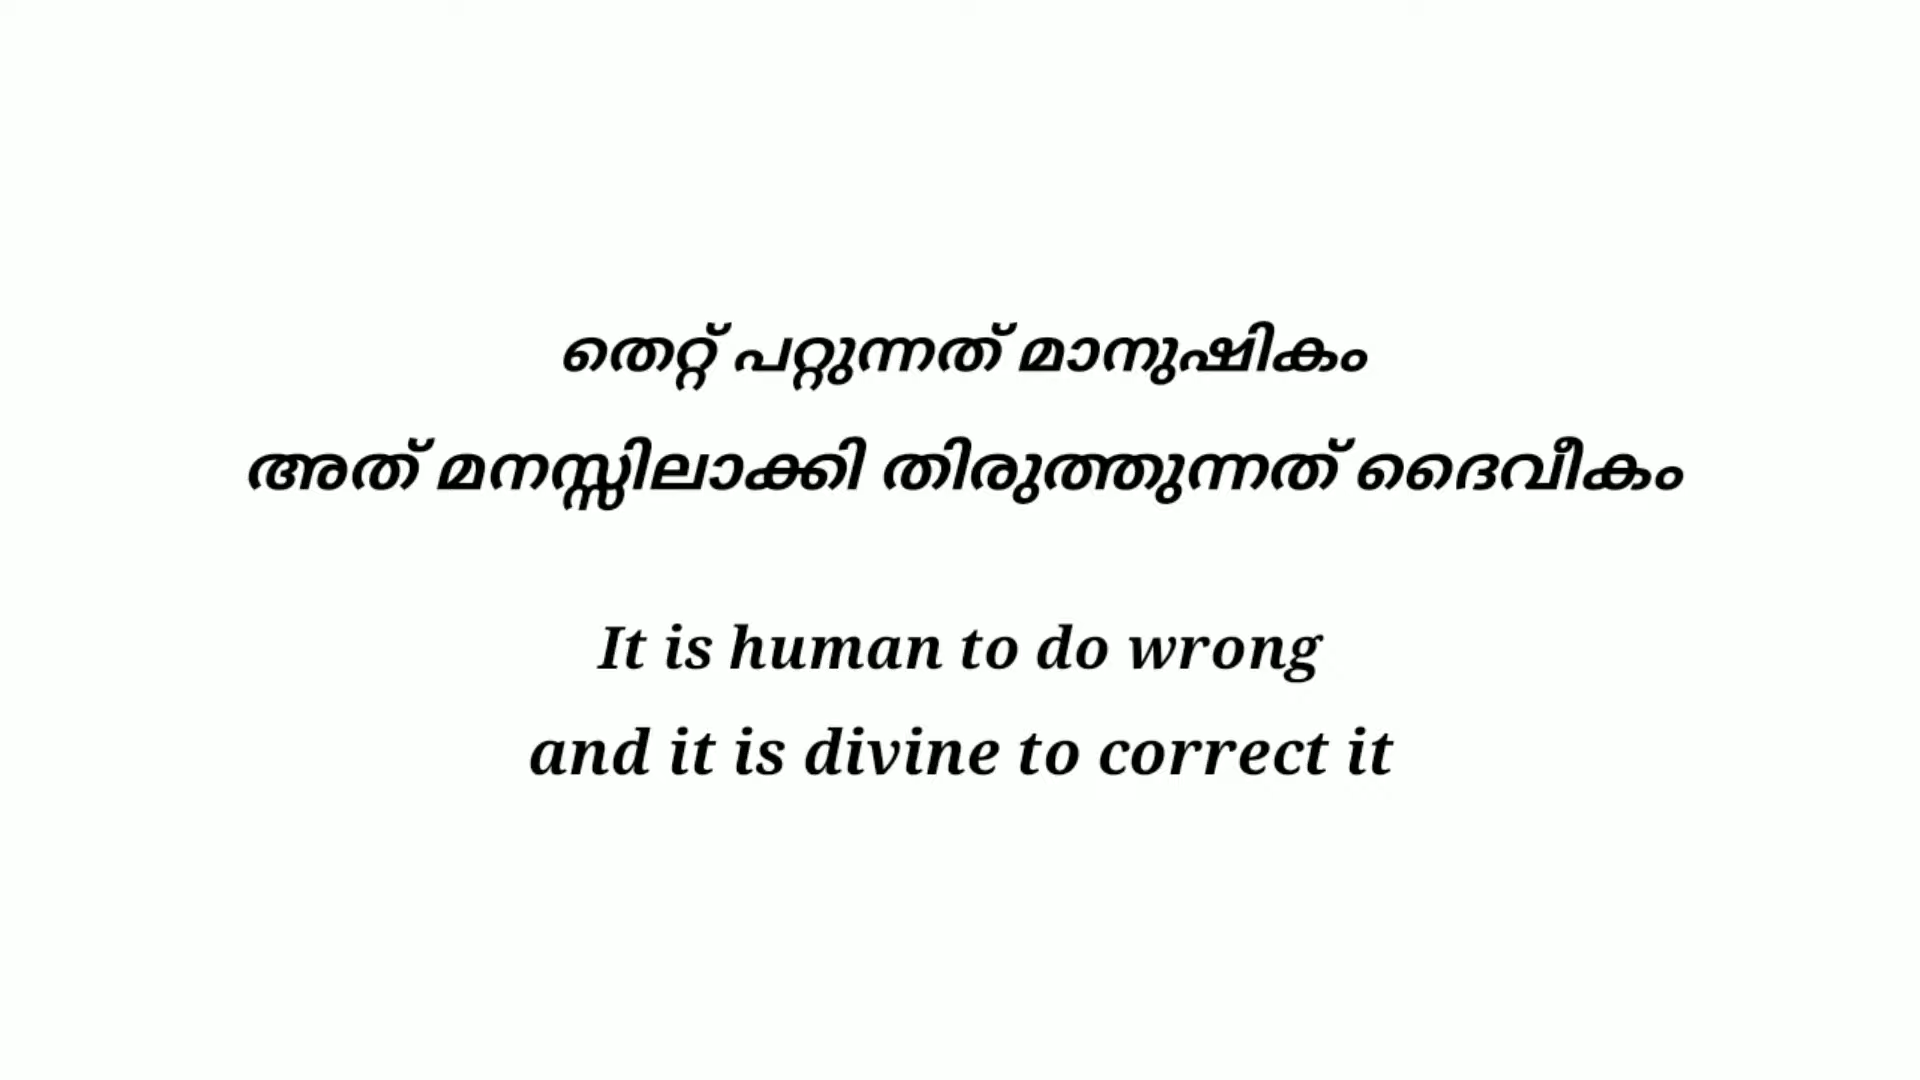 തെറ്റ് പറ്റുന്നത് മാനുഷികം
അത് മനസ്സിലാക്കി തിരുത്തുന്നത് ദൈവീകം
It is human to do wrong
and it is divine to correct it